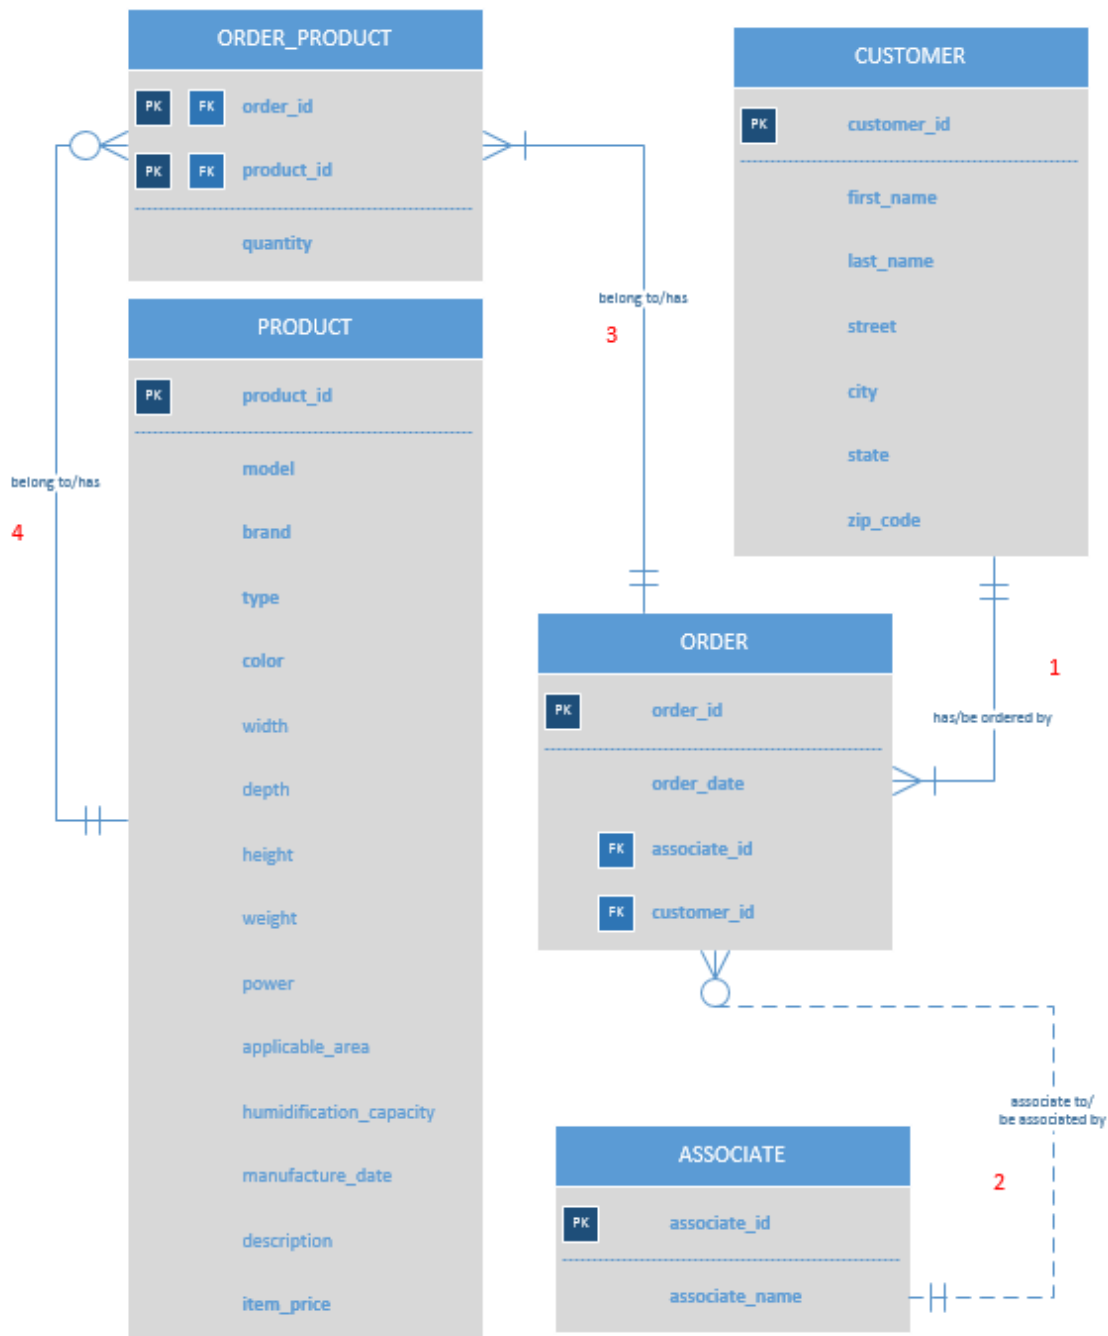 ORDER_PRODUCT
PK FK order_id
PK FK product_id
quantity
PRODUCT
PK product_id
model
brand
type
color
width
depth
height
weight
power
applicable_area
humidification_capacity
manufacture_date
description
item_price
belong to/has
4
belong to/has
3
CUSTOMER
PK customer_id
first_name
last_name
street
city
state
zip_code
1
has/be ordered by
ORDER
PK order_id
order_date
FK associate_id
FK customer_id
associate to/
be associated by
2
ASSOCIATE
PK associate_id
associate_name